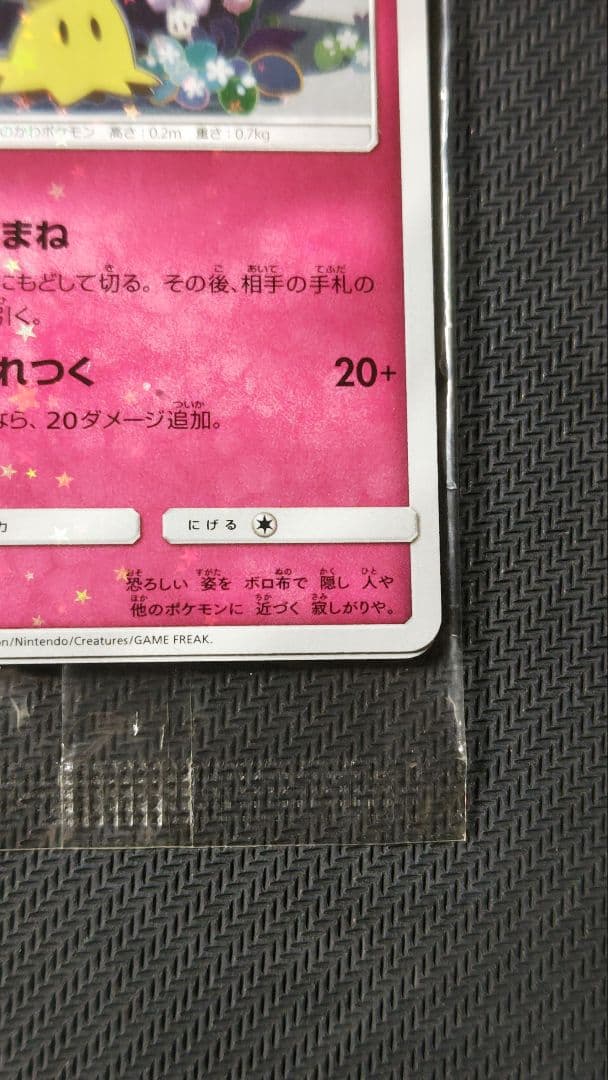 のかわポケモン 高さ：0.2m 重さ：0.7kg
まね
にもどして切る。その後、相手の手札の
引く。
れつく 20+
なら、20ダメージ追加。
力
にげる
恐ろしい 姿を ボロ布で 隠し 人や
他のポケモンに 近づく 寂しがりや。
on/Nintendo/Creatures/GAME FREAK.